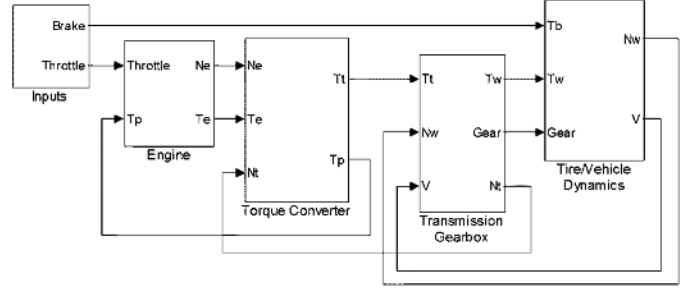 Brake
Throttle
Inputs
Throttle
Tp
Ne
Te
Engine
Ne
Te
Nt
Tt
Tp
Torque Converter
Tt
Nw
V
Tw
Gear
Nt
Transmission
Gearbox
Tb
Tw
Gear
Nw
V
Tire/Vehicle
Dynamics